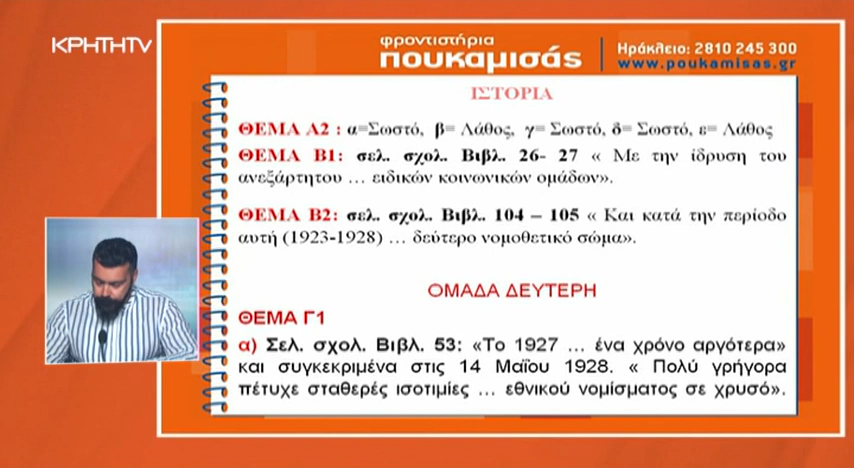 ΚΡΗΤΗTV
φροντιστήρια
πουκαμισάς
Ηράκλειο: 2810 245 300
www.poukamisas.gr
ΙΣΤΟΡΙΑ
ΘΕΜΑ Α2 : α=Σωστό, β= Λάθος, γ= Σωστό, δ= Σωστό, ε= Λάθος
ΘΕΜΑ Β1: σελ. σχολ. Βιβλ. 26- 27 « Με την ίδρυση του
ανεξάρτητου … ειδικών κοινωνικών ομάδων».
ΘΕΜΑ Β2: σελ. σχολ. Βιβλ. 104 – 105 « Και κατά την περίοδο
αυτή (1923-1928) … δεύτερο νομοθετικό σώμα».
ΟΜΑΔΑ ΔΕΥΤΕΡΗ
ΘΕΜΑ Γ1
α) Σελ. σχολ. Βιβλ. 53: «Το 1927 … ένα χρόνο αργότερα»
και συγκεκριμένα στις 14 Μαΐου 1928. « Πολύ γρήγορα
πέτυχε σταθερές ισοτιμίες … εθνικού νομίσματος σε χρυσό».